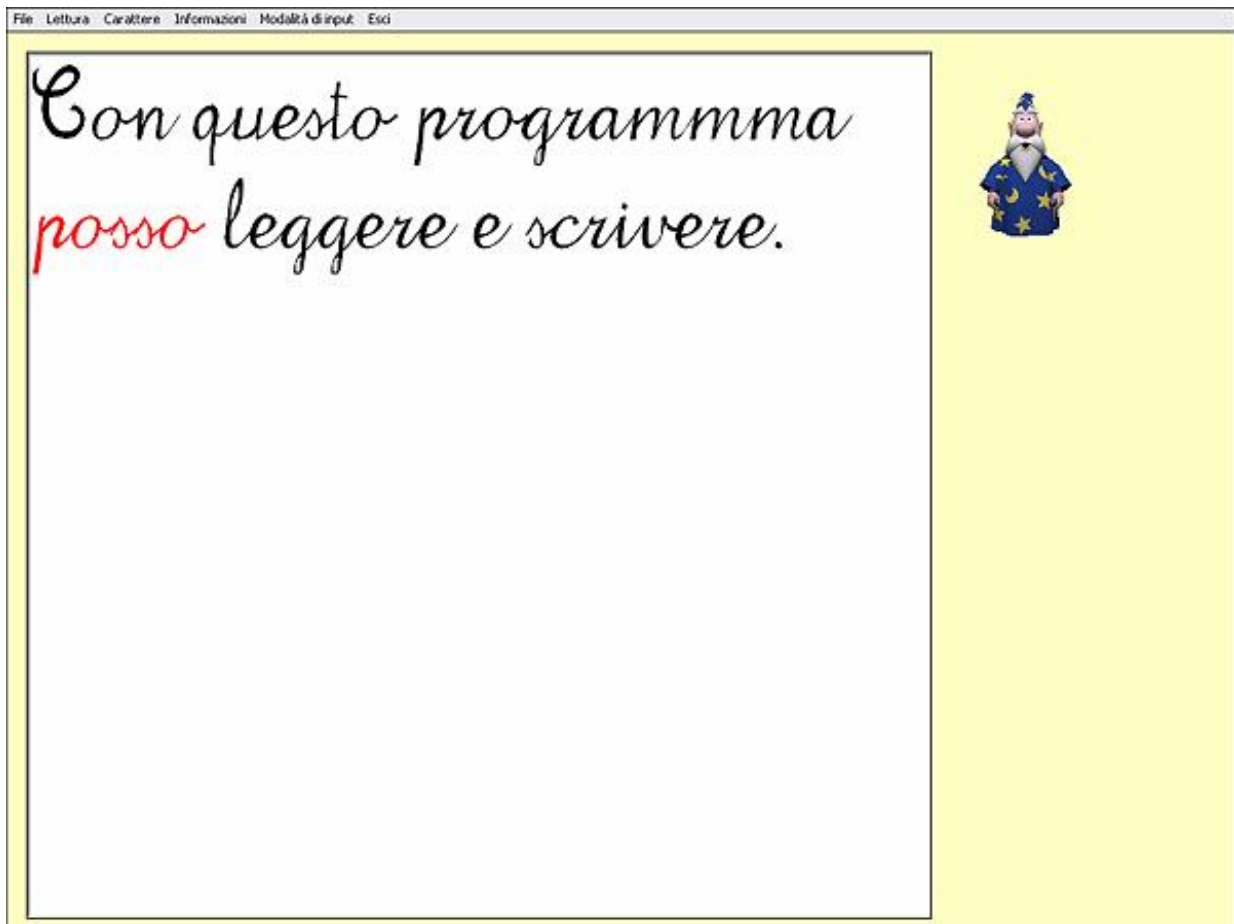 File Lettura Carattere Informazioni Modalità di input Esci
Con questo programmma
posso leggere e scrivere.